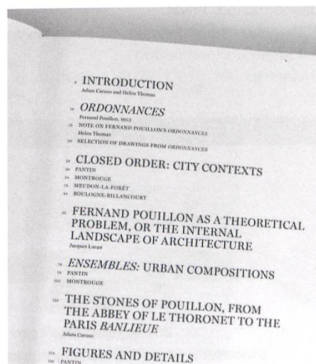 INTRODUCTION
Adam Caruso and Helen Thomas
ORDONNANCES
Fernand Pouillon, 1953
NOTE ON FERNAND POUILLON'S ORDONNANCES
Helen Thomas
SELECTION OF DRAWINGS FROM ORDONNANCES
CLOSED ORDER: CITY CONTEXTS
PANTIN
MONTROUGE
MEUDON-LA-FORÊT
BOULOGNE-BILLANCOURT
FERNAND POUILLON AS A THEORETICAL
PROBLEM, OR THE INTERNAL
LANDSCAPE OF ARCHITECTURE
Jacques Lucan
ENSEMBLES: URBAN COMPOSITIONS
PANTIN
MONTROUGE
THE STONES OF POUILLON, FROM
THE ABBEY OF LE THORONET TO THE
PARIS BANLIEUE
Adam Caruso
FIGURES AND DETAILS
PANTIN